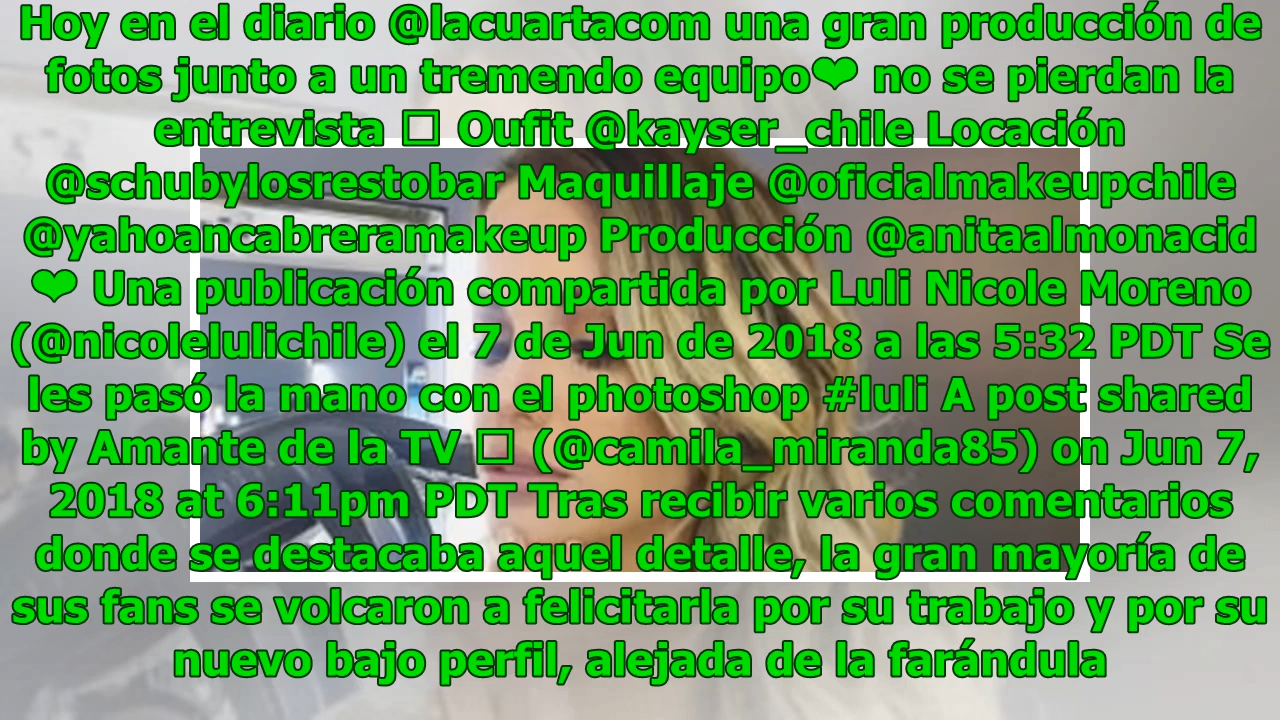 Hoy en el diario @lacuartacom una gran producción de
fotos junto a un tremendo equipo❤ no se pierdan la
entrevista □ Oufit @kayser_chile Locación
@schubylosrestobar Maquillaje @oficialmakeupchile
@yahoancabreramakeup Producción @anitaalmonacid
❤ Una publicación compartida por Luli Nicole Moreno
(@nicolelulichile) el 7 de Jun de 2018 a las 5:32 PDT Se
les pasó la mano con el photoshop #luli A post shared
by Amante de la TV □ (@camila_miranda85) on Jun 7,
2018 at 6:11pm PDT Tras recibir varios comentarios
donde se destacaba aquel detalle, la gran mayoría de
sus fans se volcaron a felicitarla por su trabajo y por su
nuevo bajo perfil, alejada de la farándula